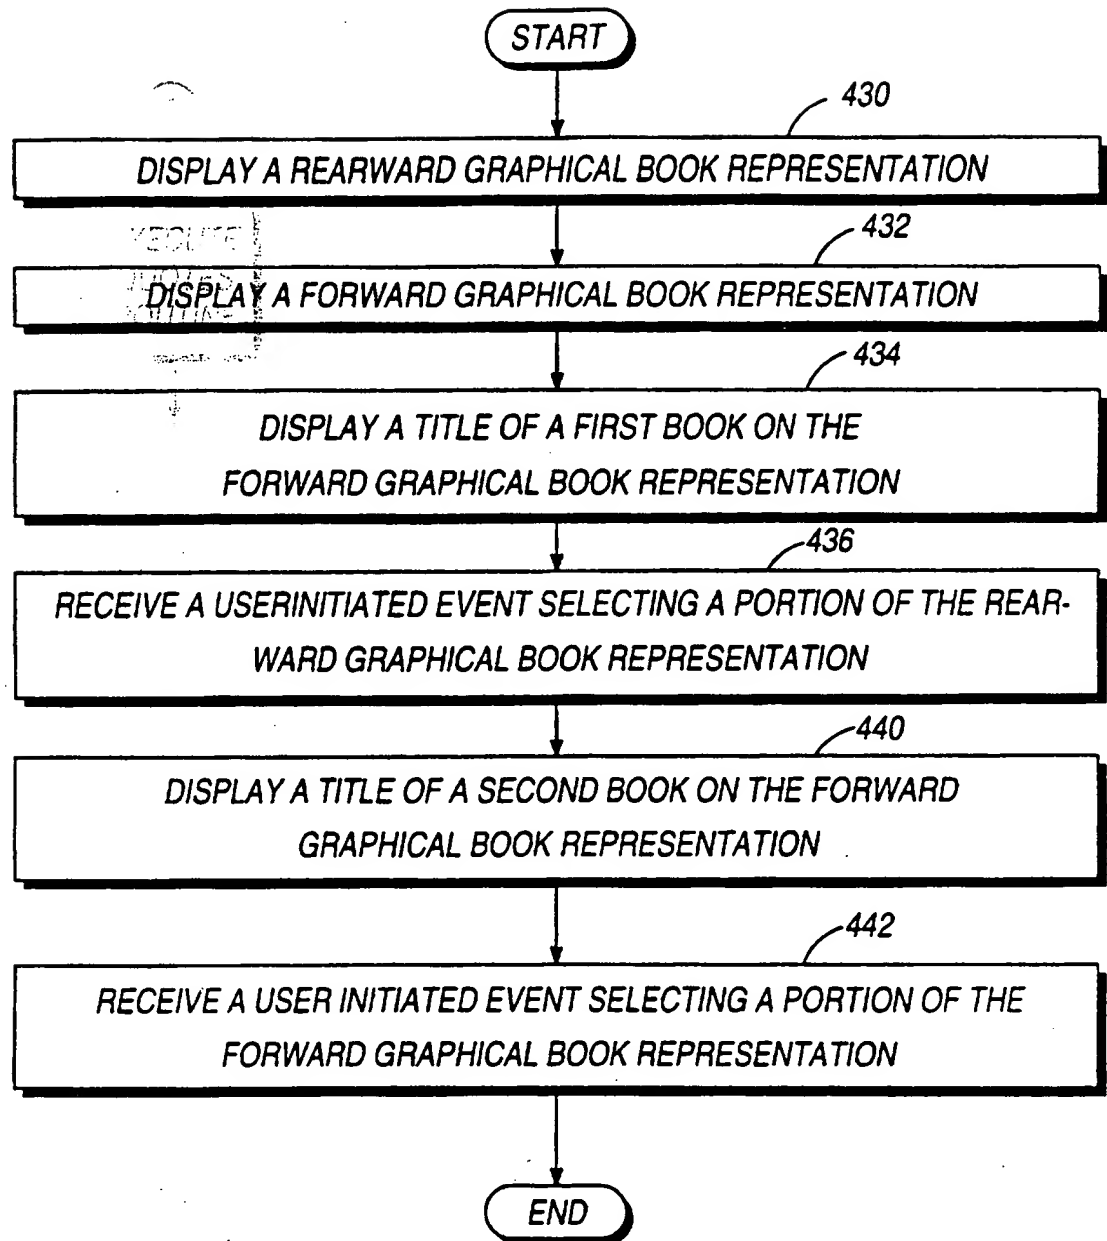 START
430
DISPLAY A REARWARD GRAPHICAL BOOK REPRESENTATION
432
DISPLAY A FORWARD GRAPHICAL BOOK REPRESENTATION
434
DISPLAY A TITLE OF A FIRST BOOK ON THE
FORWARD GRAPHICAL BOOK REPRESENTATION
436
RECEIVE A USERINITIATED EVENT SELECTING A PORTION OF THE REAR-
WARD GRAPHICAL BOOK REPRESENTATION
440
DISPLAY A TITLE OF A SECOND BOOK ON THE FORWARD
GRAPHICAL BOOK REPRESENTATION
442
RECEIVE A USER INITIATED EVENT SELECTING A PORTION OF THE
FORWARD GRAPHICAL BOOK REPRESENTATION
END